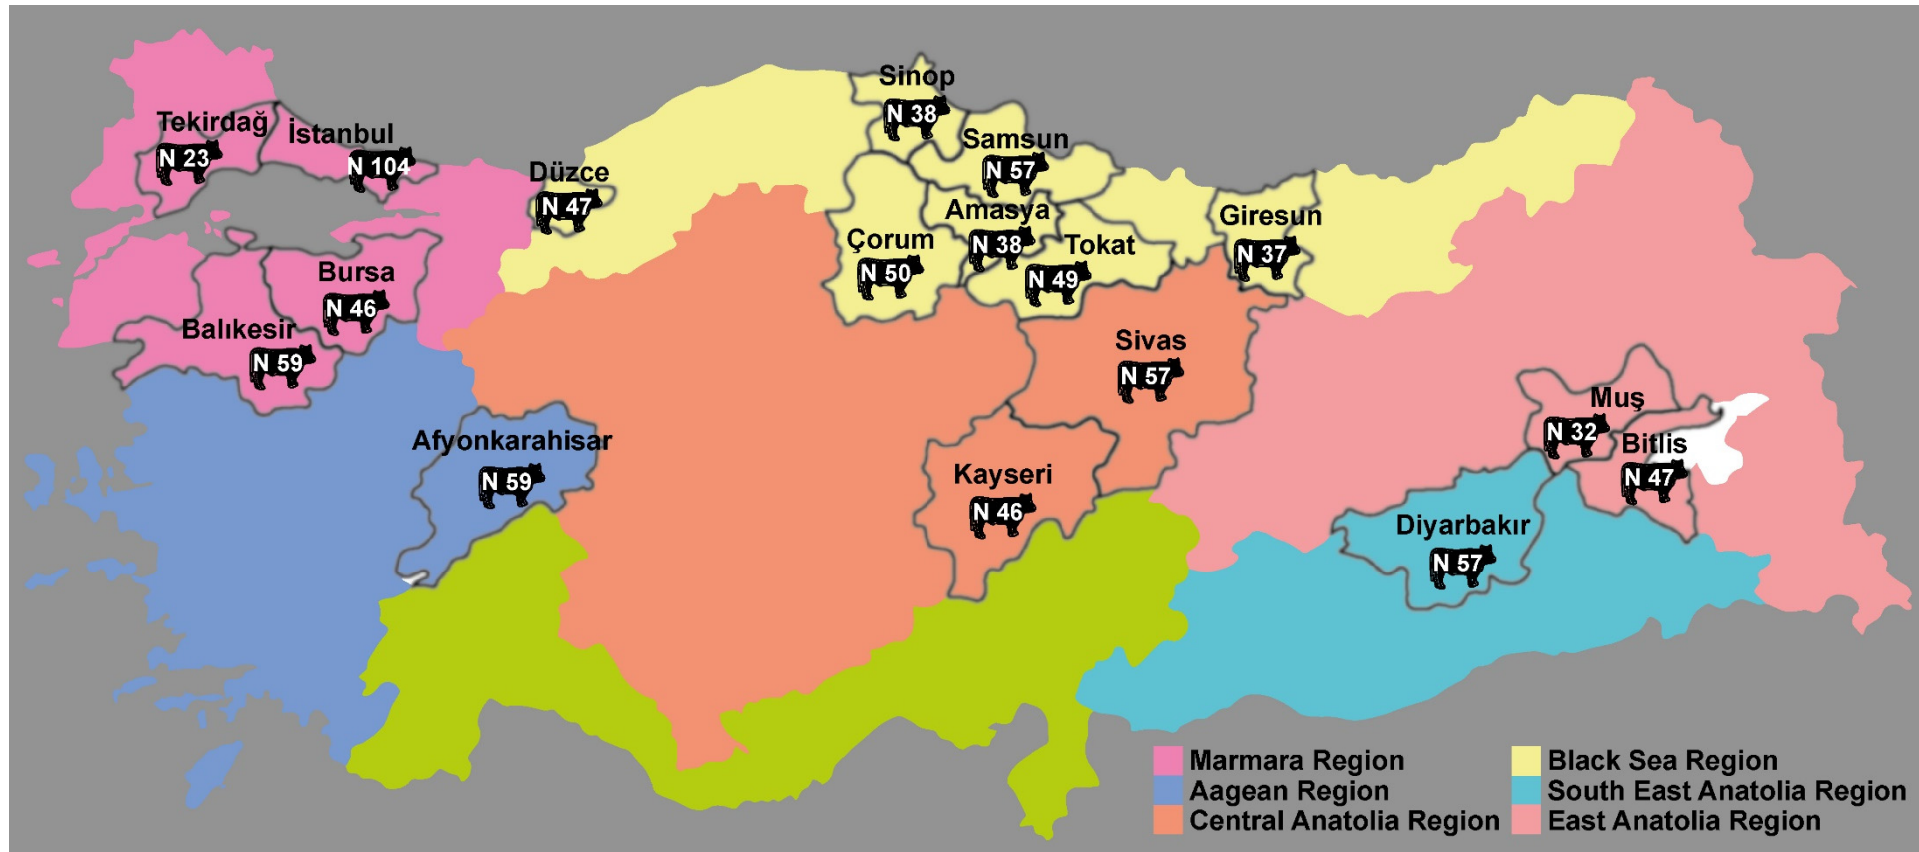 Sinop
N 38
Tekirdağ
N 23
İstanbul
N 104
Samsun
N 57
Düzce
N 47
Amasya
N 38
Giresun
N 37
Çorum
N 50
Tokat
N 49
Bursa
N 46
Balıkesir
N 59
Sivas
N 57
Muş
N 32
Bitlis
N 47
Afyonkarahisar
N 59
Kayseri
N 46
Diyarbakır
N 57
Marmara Region
Aagean Region
Central Anatolia Region
Black Sea Region
South East Anatolia Region
East Anatolia Region